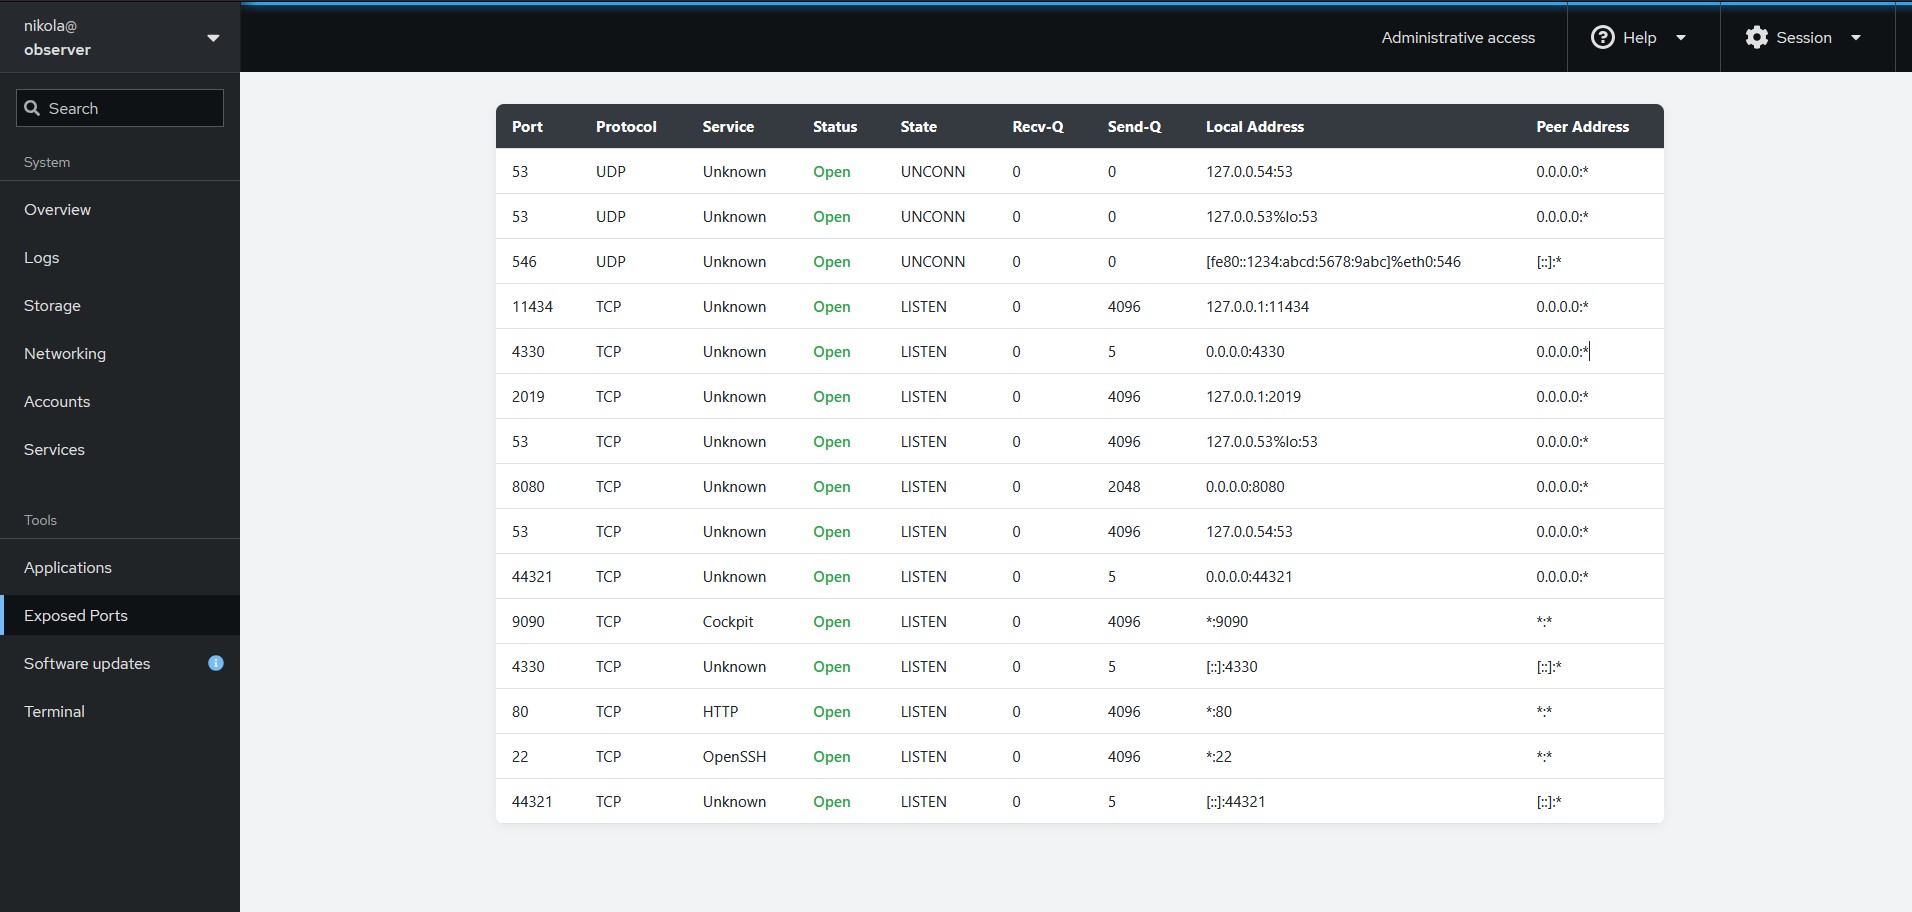 nikola@
observer
Administrative access
Help
Session
Search
System
Overview
Logs
Storage
Networking
Accounts
Services
Tools
Applications
Exposed Ports
Software updates
Terminal
Port Protocol Service Status State Recv-Q Send-Q Local Address Peer Address
53 UDP Unknown Open UNCONN 0 0 127.0.0.54:53 0.0.0.0:*
53 UDP Unknown Open UNCONN 0 0 127.0.0.53%lo:53 0.0.0.0:*
546 UDP Unknown Open UNCONN 0 0 [fe80::1234:abcd:5678:9abc]%eth0:546 [::]:*
11434 TCP Unknown Open LISTEN 0 4096 127.0.0.1:11434 0.0.0.0:*
4330 TCP Unknown Open LISTEN 0 5 0.0.0.0:4330 0.0.0.0:*
2019 TCP Unknown Open LISTEN 0 4096 127.0.0.1:2019 0.0.0.0:*
53 TCP Unknown Open LISTEN 0 4096 127.0.0.53%lo:53 0.0.0.0:*
8080 TCP Unknown Open LISTEN 0 2048 0.0.0.0:8080 0.0.0.0:*
53 TCP Unknown Open LISTEN 0 4096 127.0.0.54:53 0.0.0.0:*
44321 TCP Unknown Open LISTEN 0 5 0.0.0.0:44321 0.0.0.0:*
9090 TCP Cockpit Open LISTEN 0 4096 *:9090 *:*
4330 TCP Unknown Open LISTEN 0 5 [::]:4330 [::]:*
80 TCP HTTP Open LISTEN 0 4096 *:80 *:*
22 TCP OpenSSH Open LISTEN 0 4096 *:22 *:*
44321 TCP Unknown Open LISTEN 0 5 [::]:44321 [::]:*